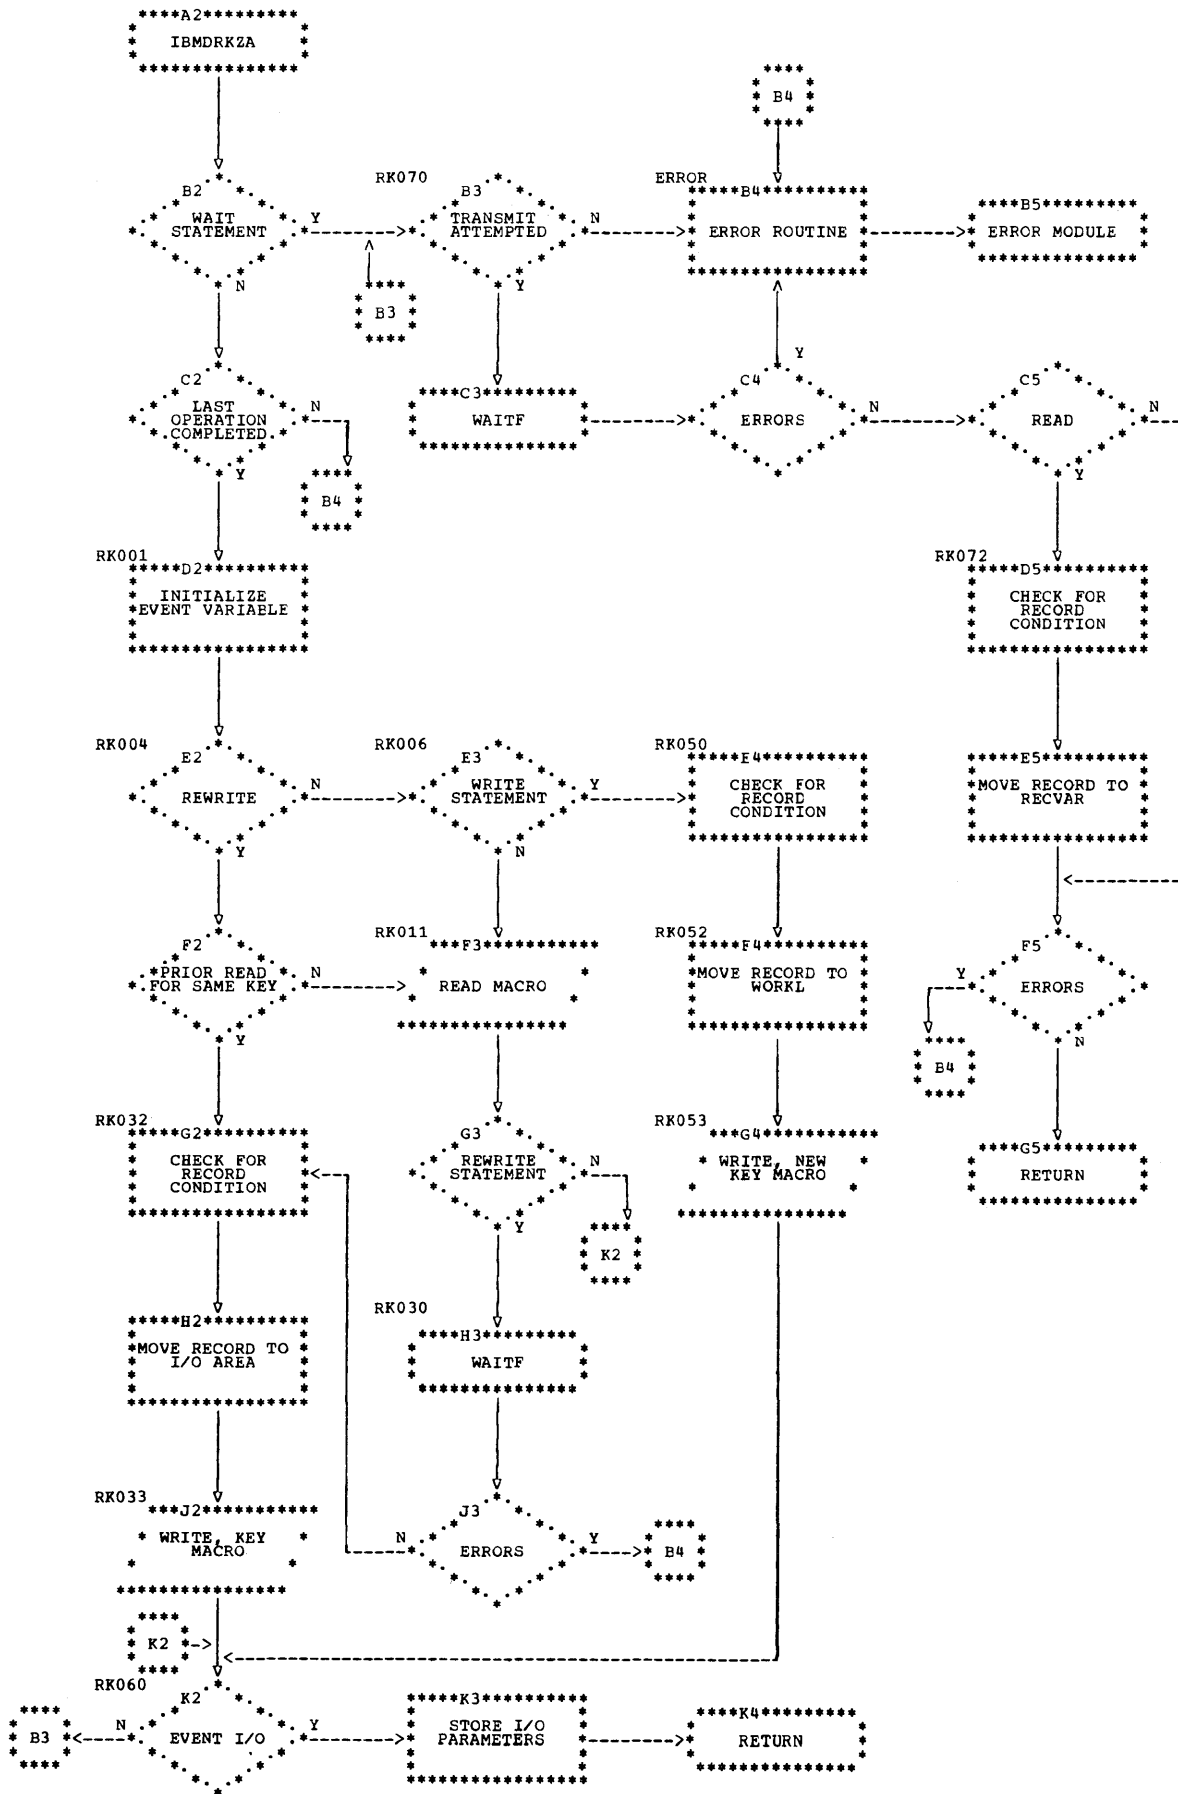 A2
IBMDRKZA
B4
RK070
ERROR
B2
WAIT
STATEMENT
Y
N
B3
TRANSMIT
ATTEMPTED
N
Y
B4
ERROR ROUTINE
B5
ERROR MODULE
B3
C2
LAST
OPERATION
COMPLETED
N
Y
B4
C3
WAITF
C4
ERRORS
Y
N
C5
READ
N
Y
RK001
D2
INITIALIZE
EVENT VARIABLE
RK072
D5
CHECK FOR
RECORD
CONDITION
RK004
E2
REWRITE
N
Y
RK006
E3
WRITE
STATEMENT
Y
N
RK050
E4
CHECK FOR
RECORD
CONDITION
E5
MOVE RECORD TO
RECVAR
F2
PRIOR READ
FOR SAME KEY
N
Y
RK011
F3
READ MACRO
RK052
F4
MOVE RECORD TO
WORKL
F5
ERRORS
Y
N
B4
RK032
G2
CHECK FOR
RECORD
CONDITION
G3
REWRITE
STATEMENT
N
Y
K2
RK053
G4
WRITE, NEW
KEY MACRO
G5
RETURN
H2
MOVE RECORD TO
I/O AREA
RK030
H3
WAITF
RK033
J2
WRITE, KEY
MACRO
J3
ERRORS
N
Y
B4
K2
RK060
K2
EVENT I/O
N
Y
B3
K3
STORE I/O
PARAMETERS
K4
RETURN